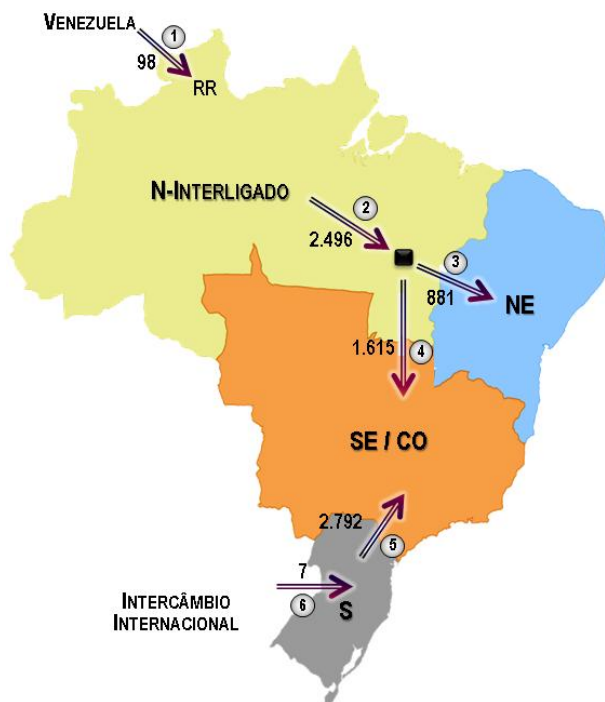 VENEZUELA
1
98
RR
N-INTERLIGADO
2
2.496
3
881
NE
1.615
4
SE / CO
2.792
5
7
6
INTERCÂMBIO
INTERNACIONAL
S